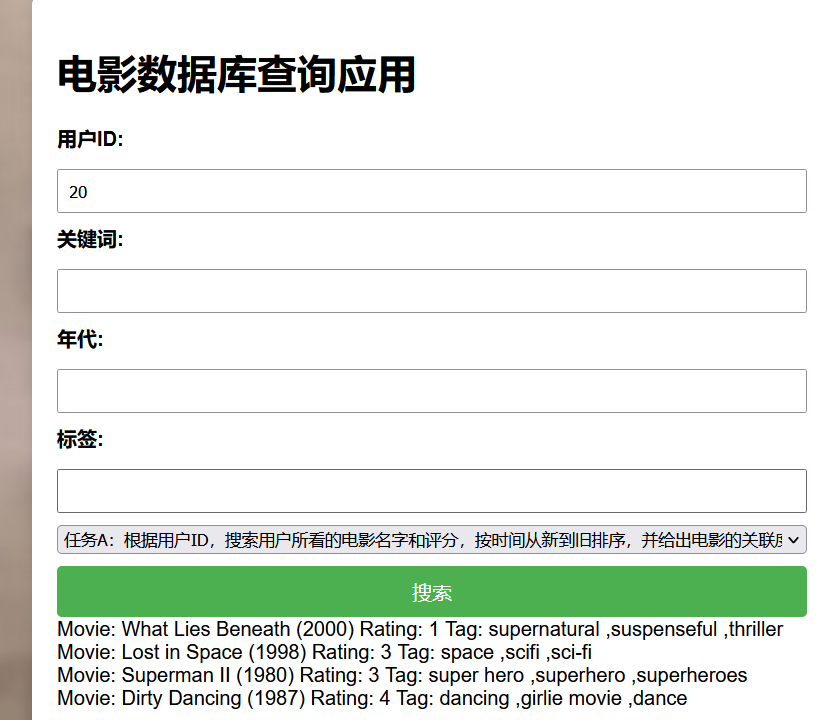 电影数据库查询应用
用户ID:
20
关键词:
年代:
标签:
任务A：根据用户ID，搜索用户所看的电影名字和评分，按时间从新到旧排序，并给出电影的关联
搜索
Movie: What Lies Beneath (2000) Rating: 1 Tag: supernatural ,suspenseful ,thriller
Movie: Lost in Space (1998) Rating: 3 Tag: space ,scifi ,sci-fi
Movie: Superman II (1980) Rating: 3 Tag: super hero ,superhero ,superheroes
Movie: Dirty Dancing (1987) Rating: 4 Tag: dancing ,girlie movie ,dance